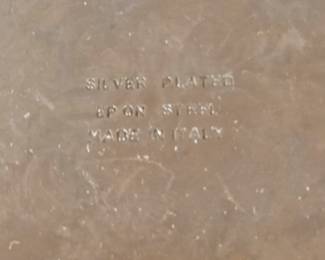 SILVER PLATED
EP ON STEEL
MADE IN ITALY